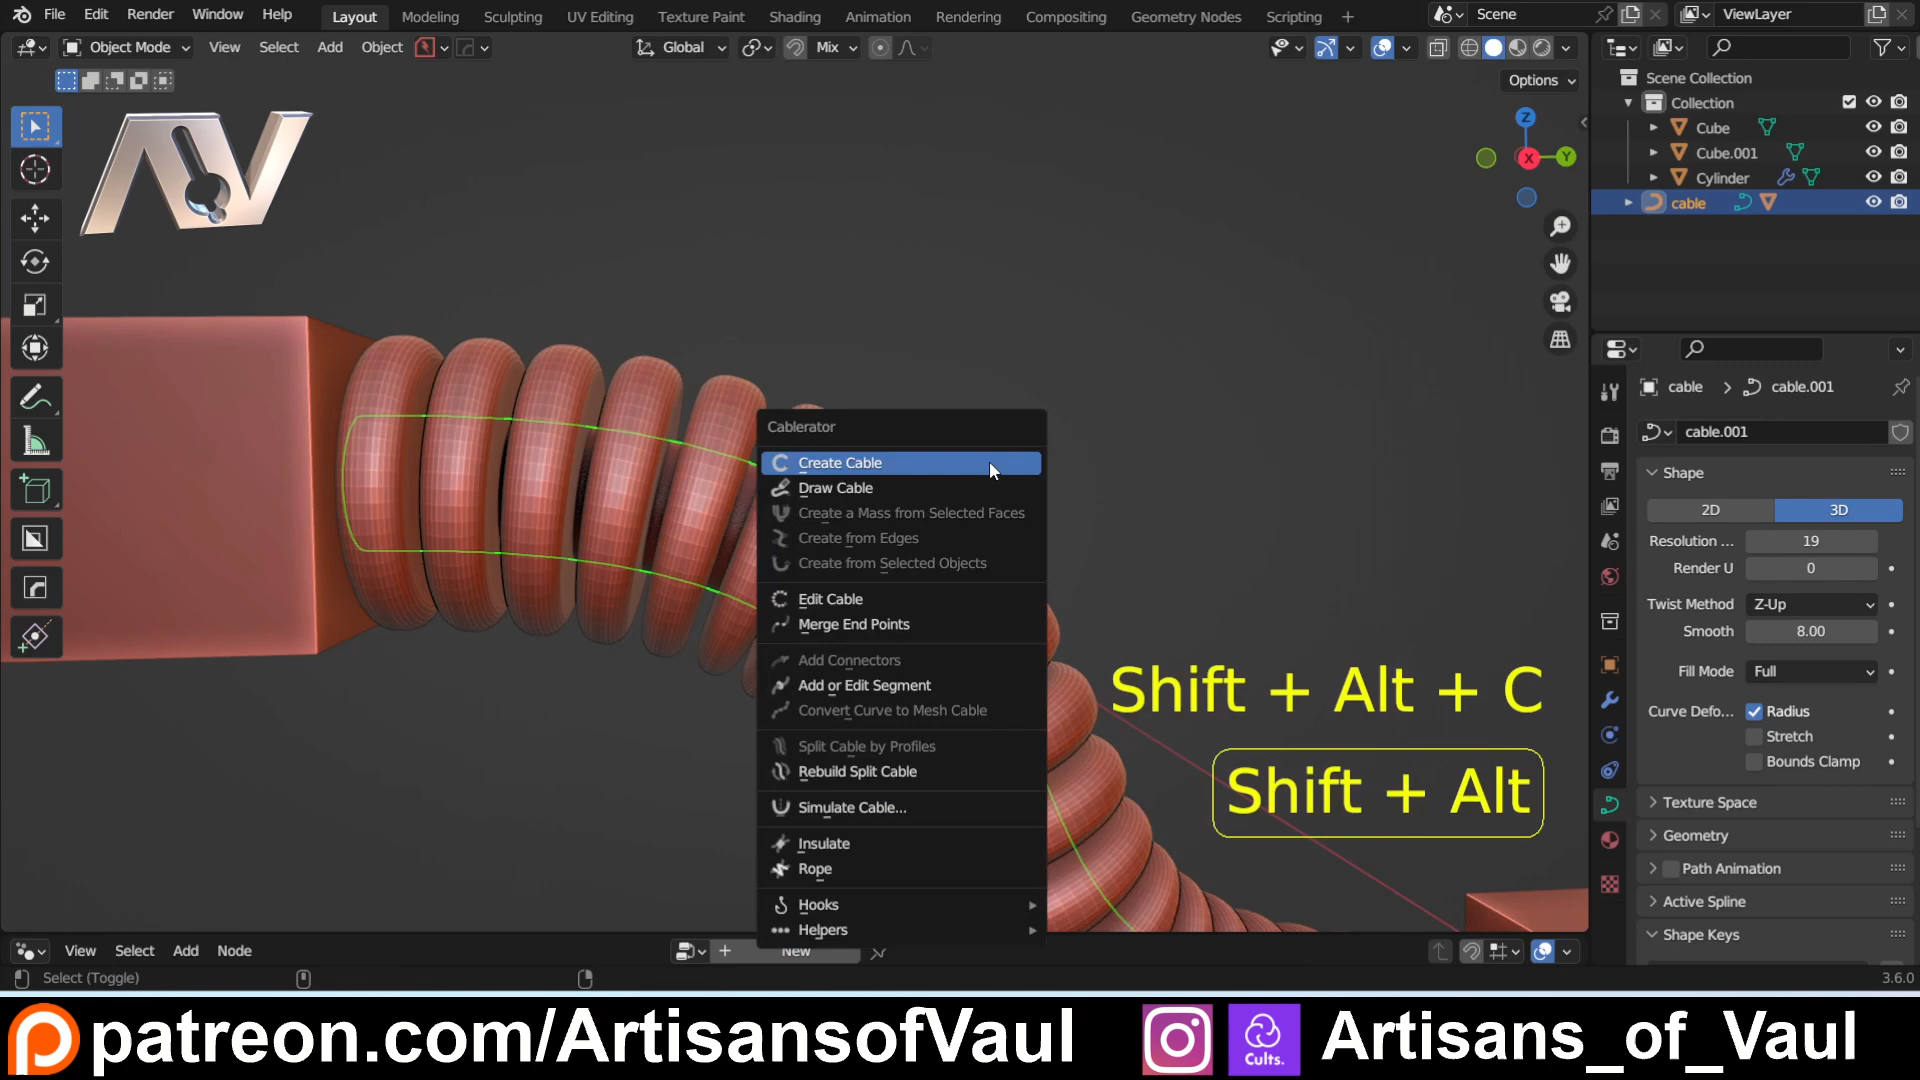 File Edit Render Window Help Layout Modeling Sculpting UV Editing Texture Paint Shading Animation Rendering Compositing Geometry Nodes Scripting + Scene ViewLayer
Object Mode View Select Add Object Global Mix
Options
Scene Collection
Collection
Cube
Cube.001
Cylinder
cable
Z
X
Y
cable > cable.001
cable.001
Shape
2D 3D
Resolution ... 19
Render U 0
Twist Method Z-Up
Smooth 8.00
Fill Mode Full
Curve Defo... Radius
Stretch
Bounds Clamp
Texture Space
Geometry
Path Animation
Active Spline
Shape Keys
Cablerator
Create Cable
Draw Cable
Create a Mass from Selected Faces
Create from Edges
Create from Selected Objects
Edit Cable
Merge End Points
Add Connectors
Add or Edit Segment
Convert Curve to Mesh Cable
Split Cable by Profiles
Rebuild Split Cable
Simulate Cable...
Insulate
Rope
Hooks
Helpers
Shift + Alt + C
Shift + Alt
View Select Add Node New
Select (Toggle) 3.6.0
patreon.com/ArtisansofVaul Cults. Artisans_of_Vaul